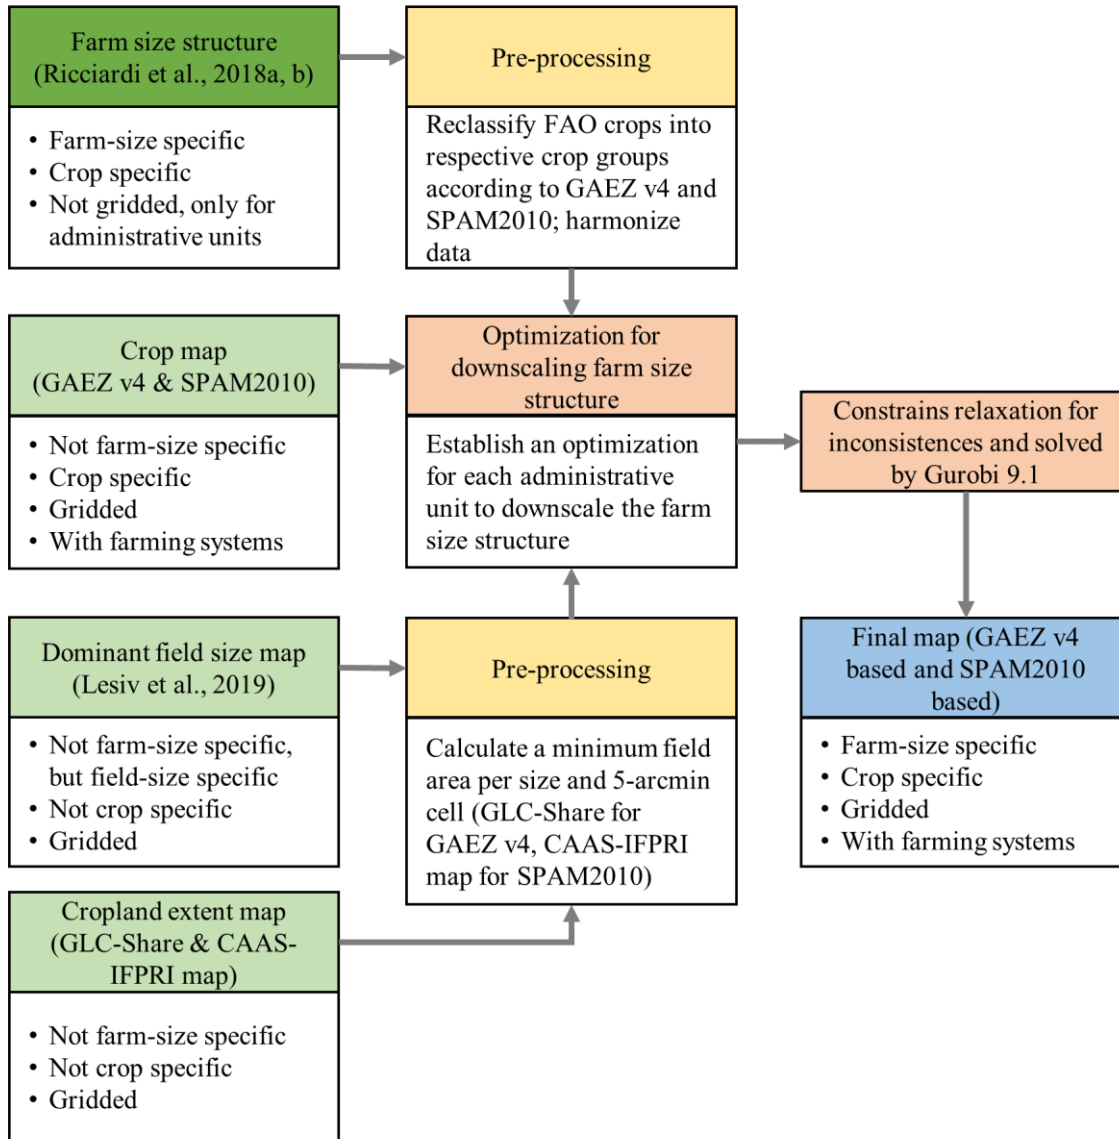 Farm size structure
(Ricciardi et al., 2018a, b)
• Farm-size specific
• Crop specific
• Not gridded, only for
administrative units
Pre-processing
Reclassify FAO crops into
respective crop groups
according to GAEZ v4 and
SPAM2010; harmonize
data
Crop map
(GAEZ v4 & SPAM2010)
• Not farm-size specific
• Crop specific
• Gridded
• With farming systems
Optimization for
downscaling farm size
structure
Establish an optimization
for each administrative
unit to downscale the farm
size structure
Constrains relaxation for
inconsistences and solved
by Gurobi 9.1
Dominant field size map
(Lesiv et al., 2019)
• Not farm-size specific,
but field-size specific
• Not crop specific
• Gridded
Pre-processing
Calculate a minimum field
area per size and 5-arcmin
cell (GLC-Share for
GAEZ v4, CAAS-IFPRI
map for SPAM2010)
Final map (GAEZ v4
based and SPAM2010
based)
• Farm-size specific
• Crop specific
• Gridded
• With farming systems
Cropland extent map
(GLC-Share & CAAS-
IFPRI map)
• Not farm-size specific
• Not crop specific
• Gridded